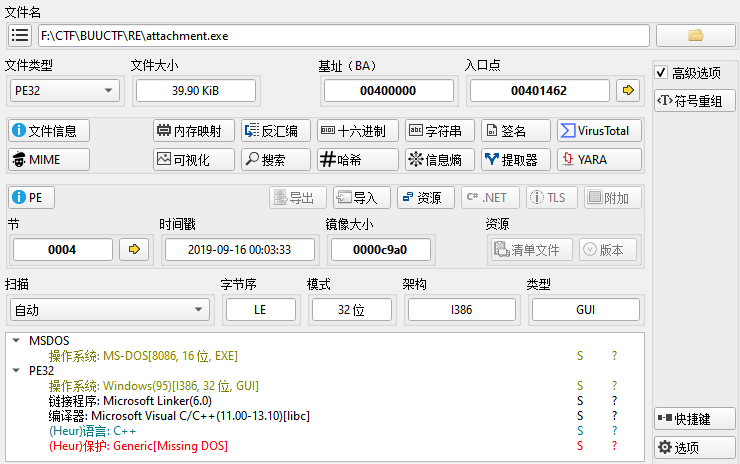 文件名
F:\CTF\BUUCTF\RE\attachment.exe
文件类型 文件大小 基址（BA） 入口点
PE32 39.90 KiB 00400000 00401462 高级选项
符号重组
文件信息 内存映射 反汇编 十六进制 字符串 签名 VirusTotal
MIME 可视化 搜索 哈希 信息熵 提取器 YARA
PE 导出 导入 资源 C# .NET TLS 附加
节 时间戳 镜像大小 资源
0004 2019-09-16 00:03:33 0000c9a0 清单文件 版本
扫描 字节序 模式 架构 类型
自动 LE 32 位 I386 GUI
MSDOS
操作系统: MS-DOS[8086, 16 位, EXE] S ?
PE32
操作系统: Windows(95)[I386, 32 位, GUI] S ?
链接程序: Microsoft Linker(6.0) S ?
编译器: Microsoft Visual C/C++(11.00-13.10)[libc] S ?
(Heur)语言: C++ S ?
(Heur)保护: Generic[Missing DOS] S ?
快捷键
选项